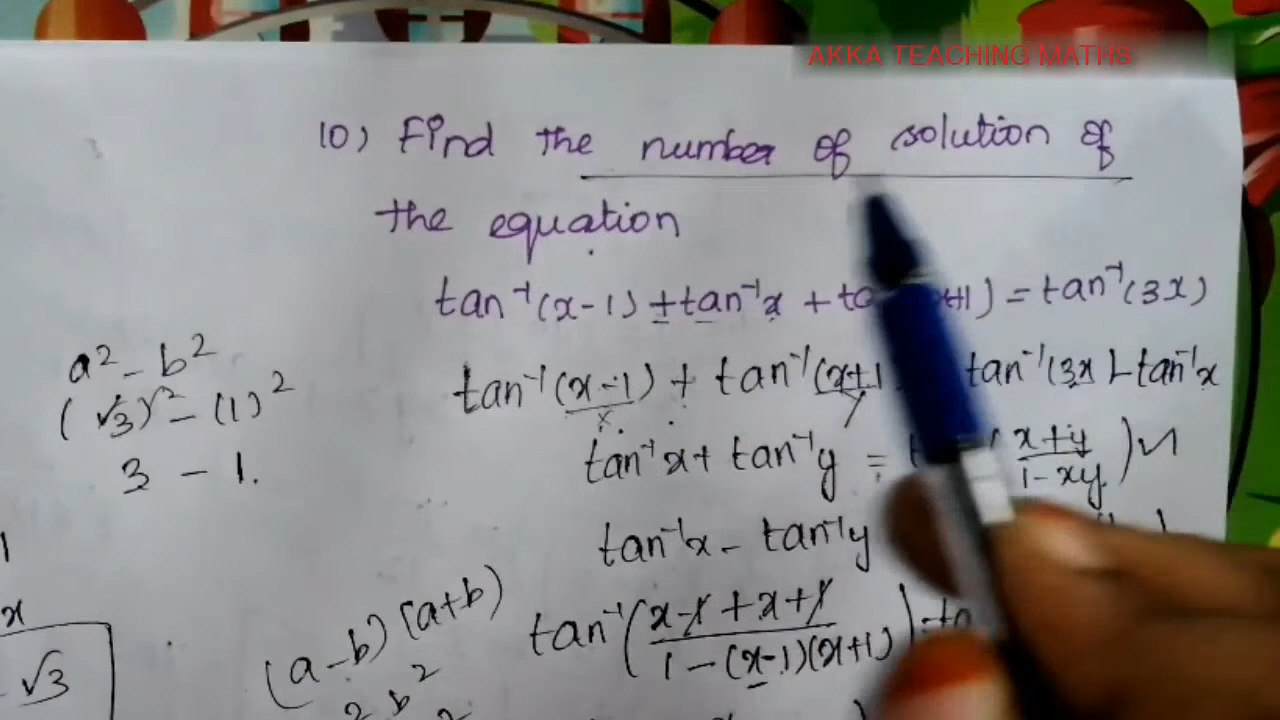 AKKA TEACHING MATHS
10) Find the number of solution of
the equation
tan⁻¹(x-1) + tan⁻¹x + ta +1) = tan⁻¹(3x)
a² - b²
(√3)² - (1)²
3 - 1.
tan⁻¹(x-1) + tan⁻¹(x+1 tan⁻¹(3x) - tan⁻¹x
x. y
tan⁻¹x + tan⁻¹y = (x+y/1-xy)
tan⁻¹x - tan⁻¹y
(a-b)(a+b)
tan⁻¹(x-1+x+1/1-(x-1)(x+1))
x
√3